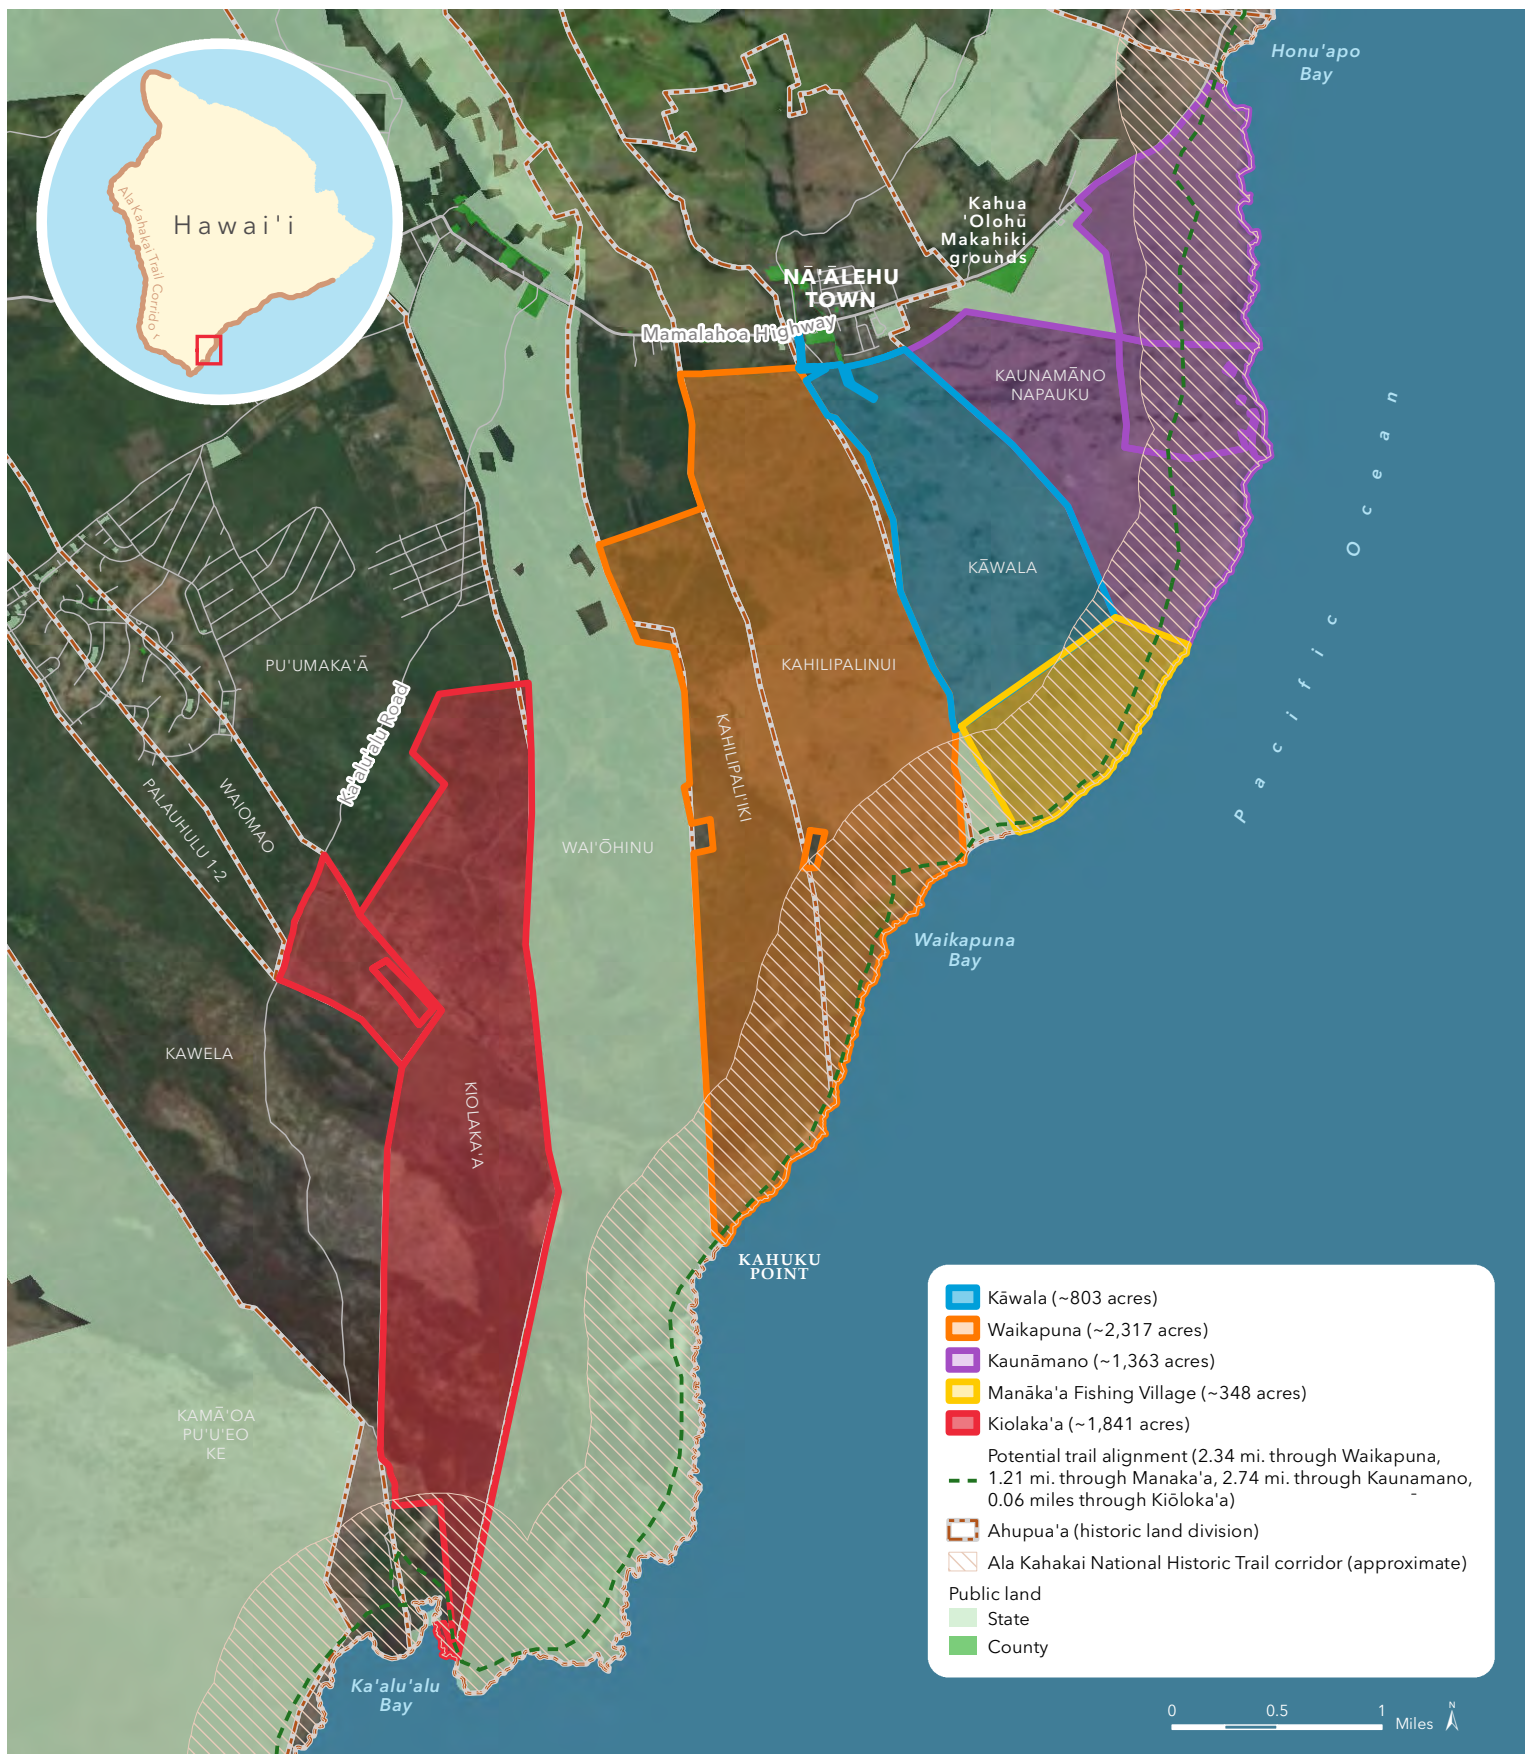 Honu'apo
Bay
Hawai'i
Ala Kahakai Trail Corridor
Kahua
'Olohū
Makahiki
grounds
NĀ'ĀLEHU
TOWN
Mamalahoa Highway
KAUNAMĀNO
NAPAUKU
Pacific Ocean
KĀWALA
PU'UMAKA'Ā
KAHILIPALINUI
Ka'alu'alu Road
KAHILIPALI'IKI
WAIOMAO
PALAUHULU 1-2
WAI'ŌHINU
Waikapuna
Bay
KAWELA
KIOLAKA'A
KAHUKU
POINT
KAMĀ'OA
PU'U'EO
KE
Ka'alu'alu
Bay
Kāwala (~803 acres)
Waikapuna (~2,317 acres)
Kaunāmano (~1,363 acres)
Manāka'a Fishing Village (~348 acres)
Kiolaka'a (~1,841 acres)
Potential trail alignment (2.34 mi. through Waikapuna,
1.21 mi. through Manaka'a, 2.74 mi. through Kaunamano,
0.06 miles through Kiōloka'a)
Ahupua'a (historic land division)
Ala Kahakai National Historic Trail corridor (approximate)
Public land
State
County
0 0.5 1 Miles N